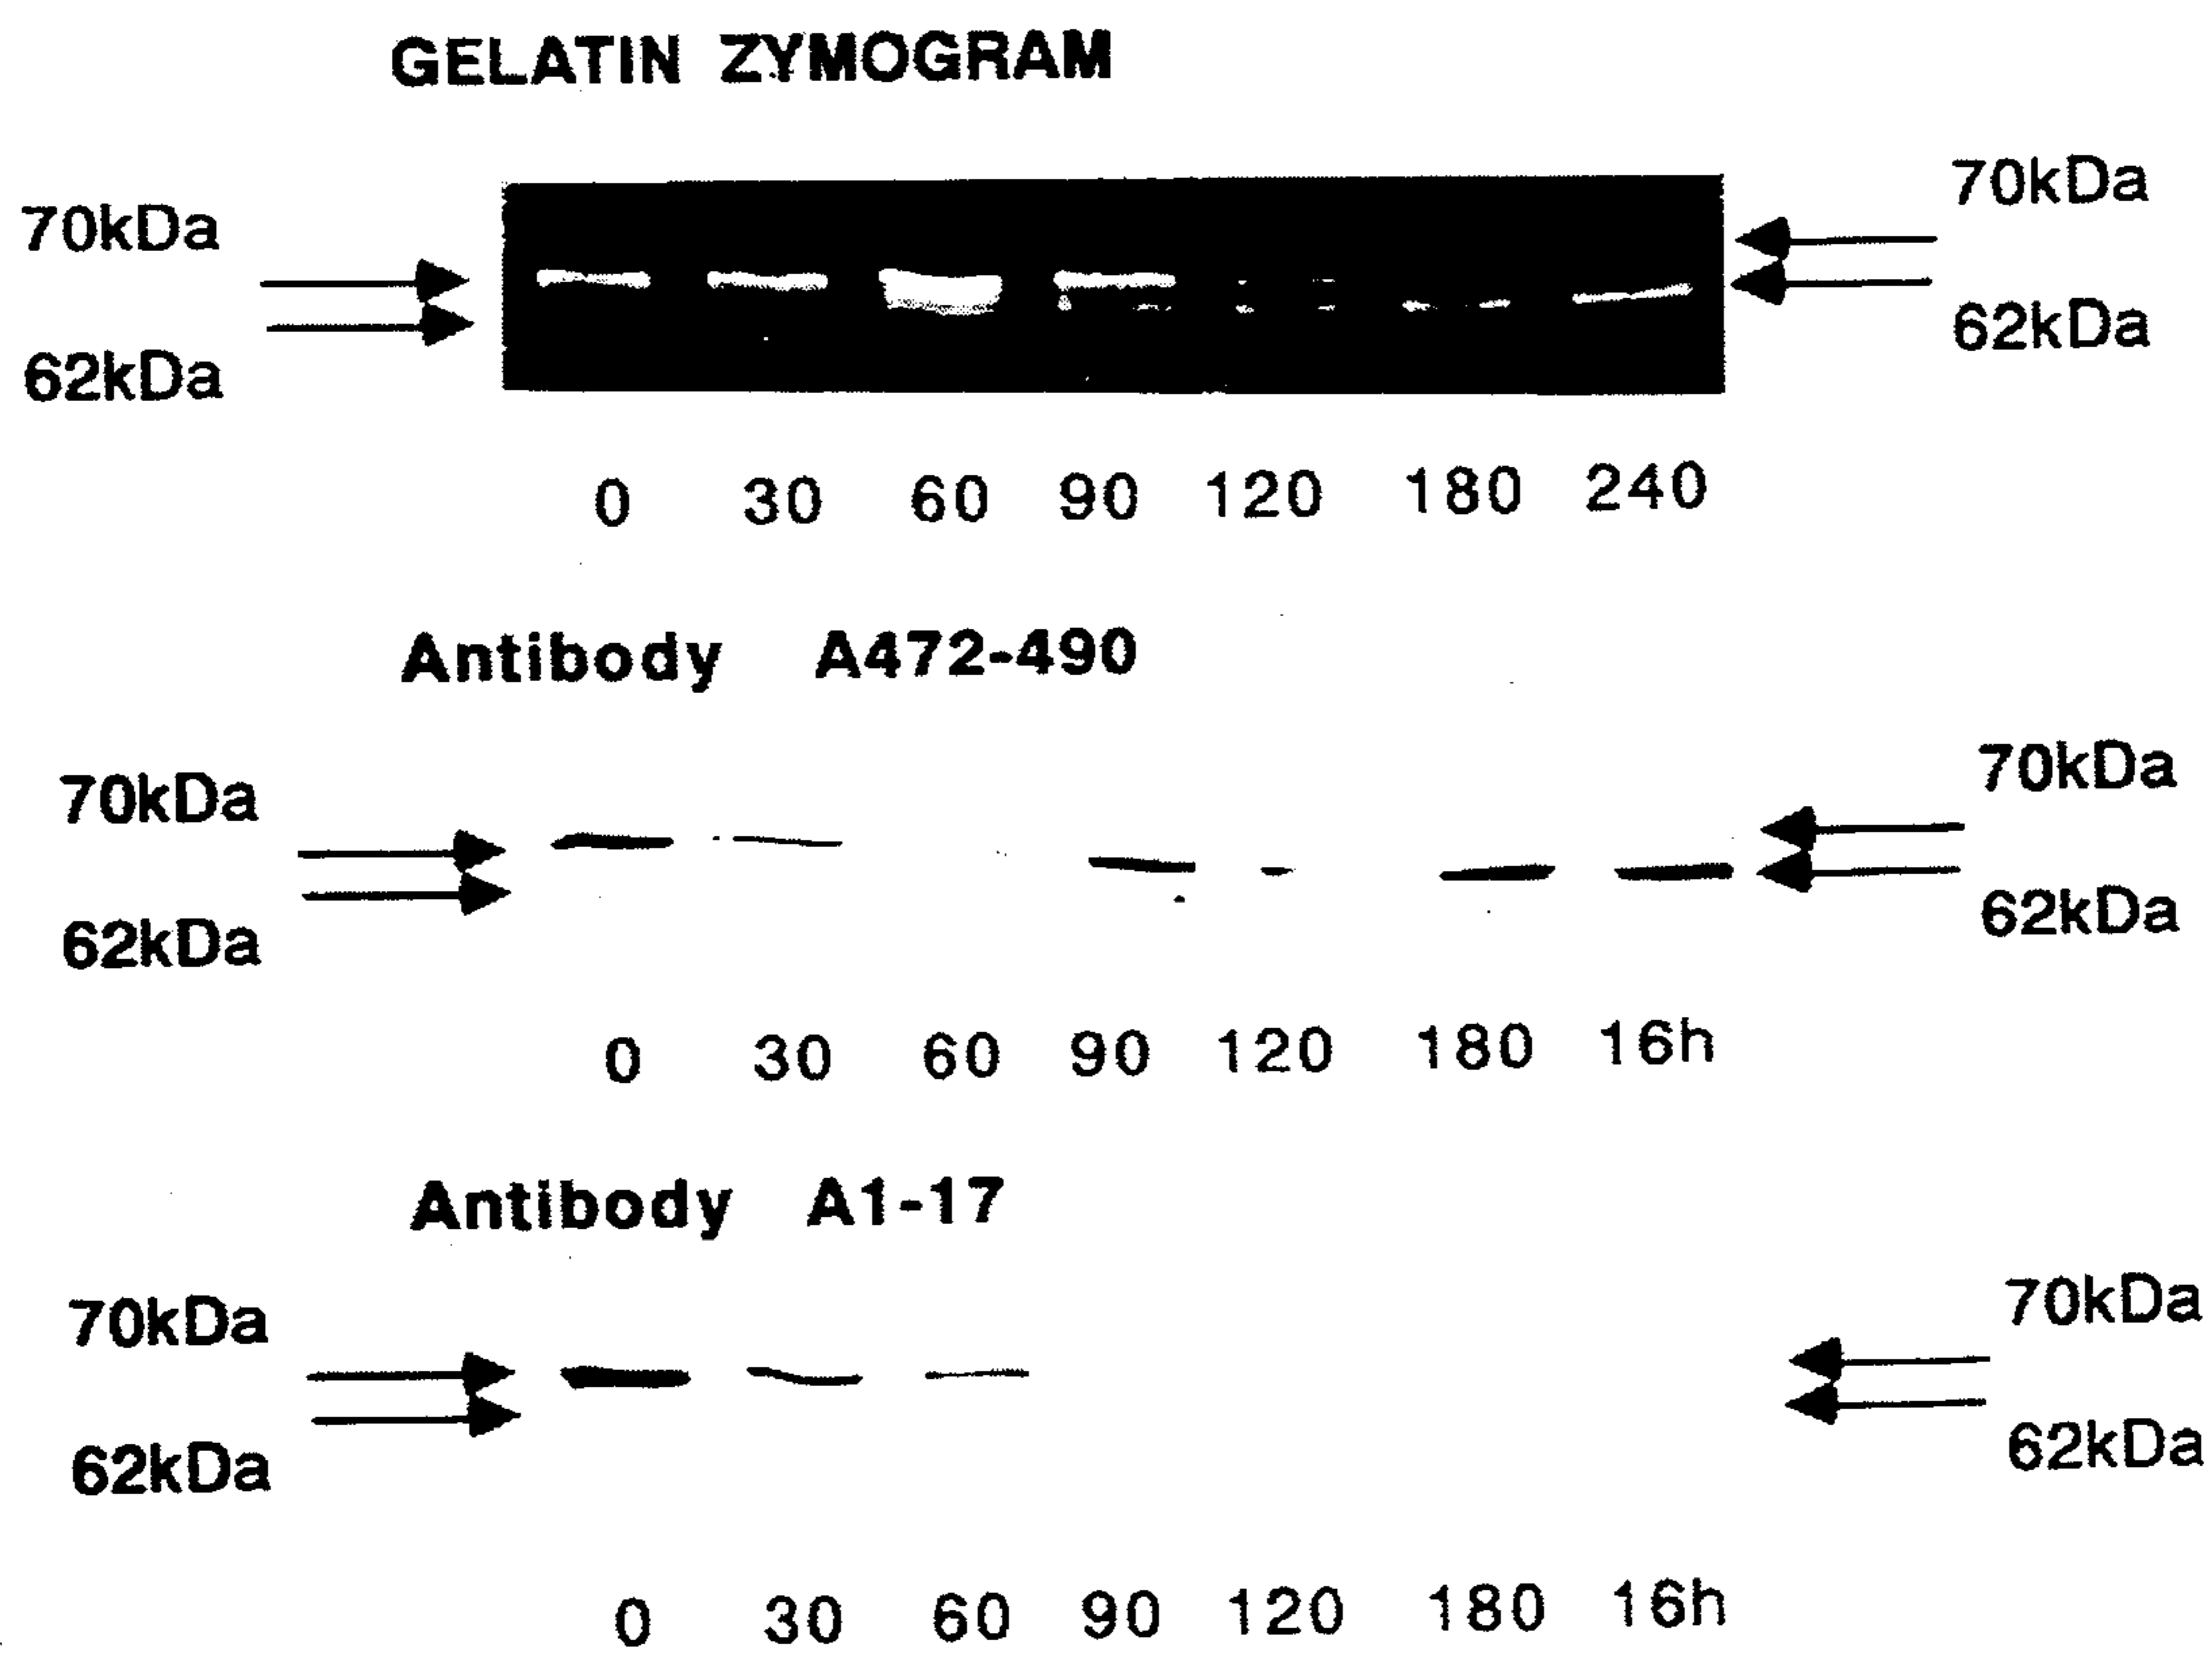 GELATIN ZYMOGRAM
70kDa
70kDa
62kDa
62kDa
0 30 60 90 120 180 240
Antibody A472-490
70kDa
70kDa
62kDa
62kDa
0 30 60 90 120 180 16h
Antibody A1-17
70kDa
70kDa
62kDa
62kDa
0 30 60 90 120 180 16h